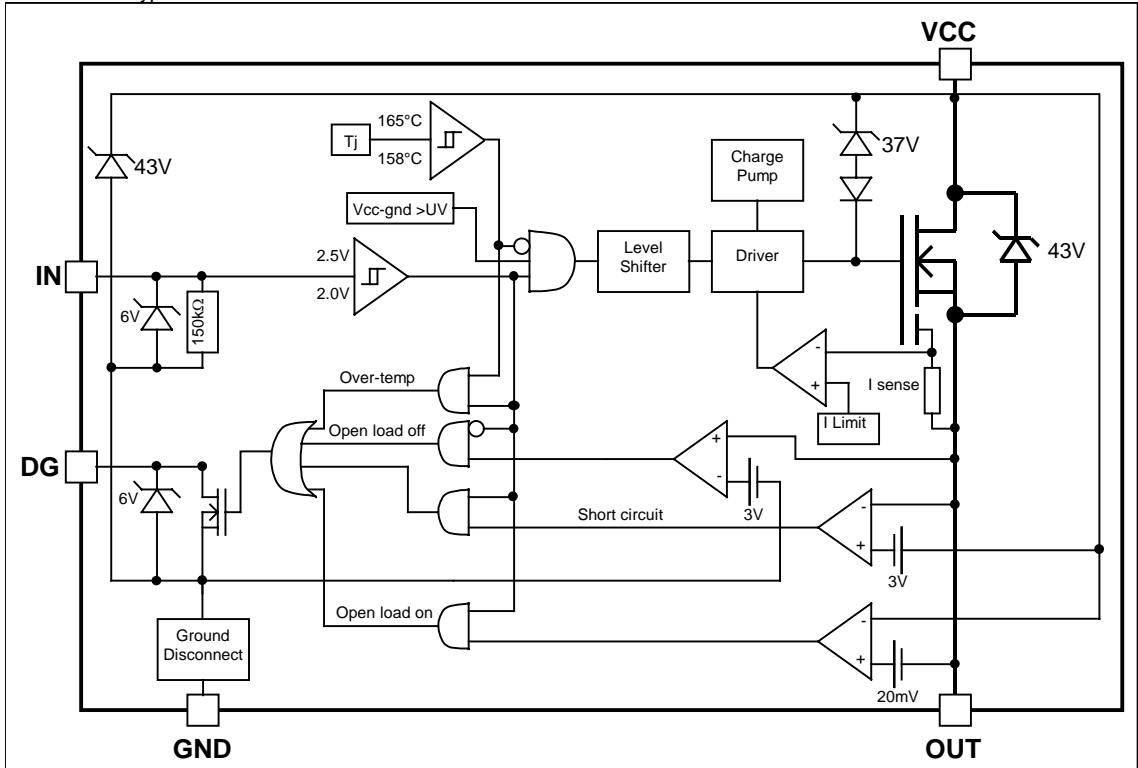 VCC
165°C
Tj
158°C
43V
37V
Charge
Pump
Vcc-gnd >UV
Level
Shifter
Driver
43V
2.5V
IN
2.0V
6V
150kΩ
-
+
I sense
I Limit
Over-temp
Open load off
+
-
3V
DG
6V
Short circuit
-
+
3V
Open load on
-
+
20mV
Ground
Disconnect
GND
OUT